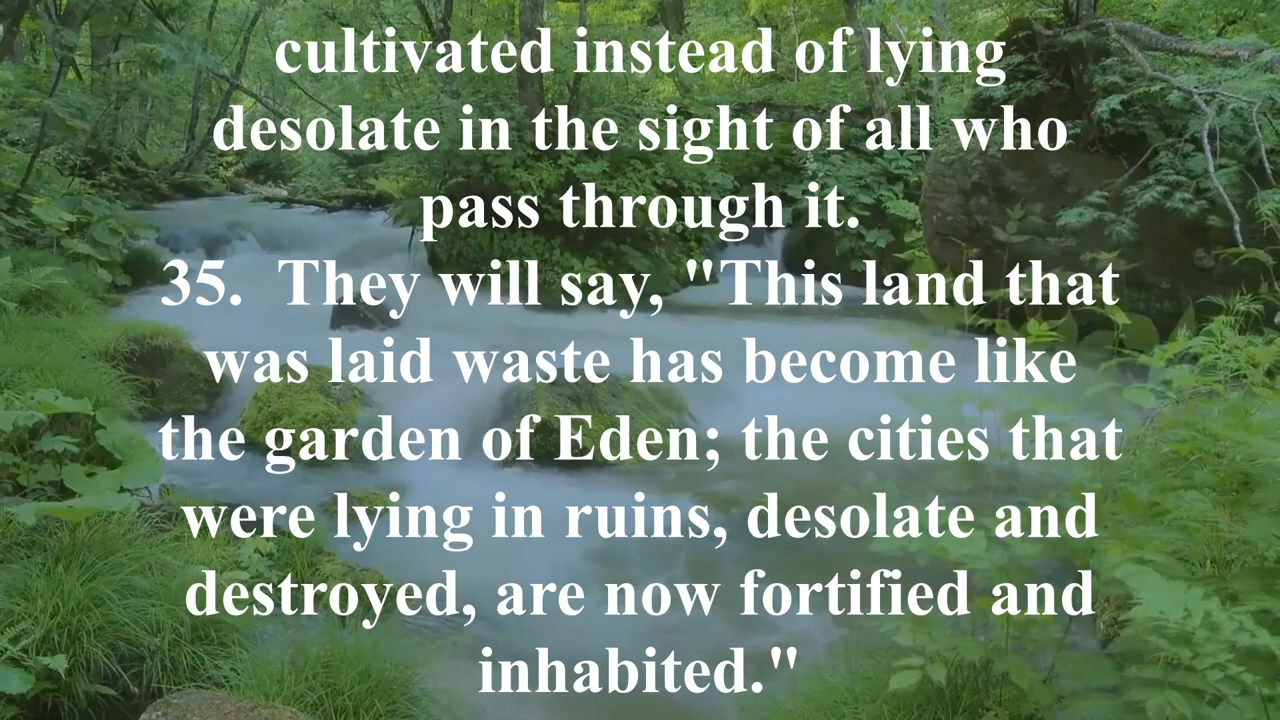 cultivated instead of lying
desolate in the sight of all who
pass through it.
35.  They will say, "This land that
was laid waste has become like
the garden of Eden; the cities that
were lying in ruins, desolate and
destroyed, are now fortified and
inhabited."